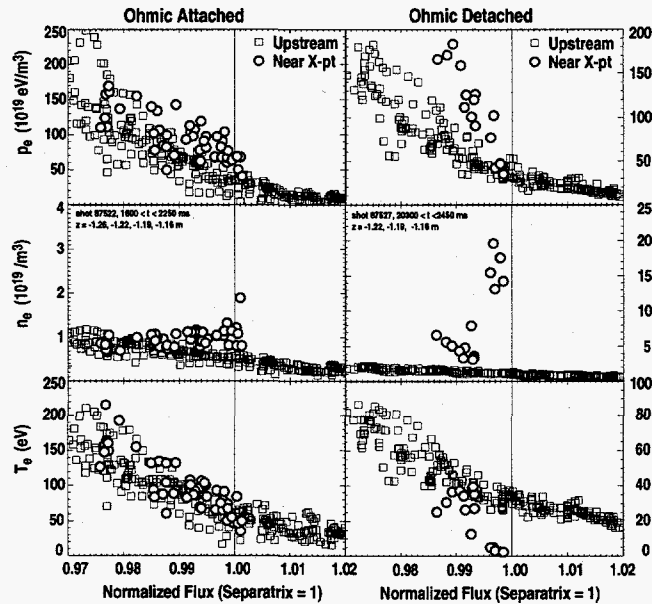 Ohmic Attached
Ohmic Detached
250
200
150
100
50
p_e (10^19 eV/m^3)
Upstream
Near X-pt
Upstream
Near X-pt
200
150
100
50
4
3
2
1
n_e (10^19 /m^3)
shot 87522, 1600 < t < 2250 ms
z = -1.26, -1.22, -1.19, -1.16 m
shot 87527, 20300 < t <2450 ms
z = -1.22, -1.19, -1.16 m
25
20
15
10
5
250
200
150
100
50
0
T_e (eV)
100
80
60
40
20
0
0.97 0.98 0.99 1.00 1.01 1.02
0.98 0.99 1.00 1.01 1.02
Normalized Flux (Separatrix = 1)
Normalized Flux (Separatrix = 1)